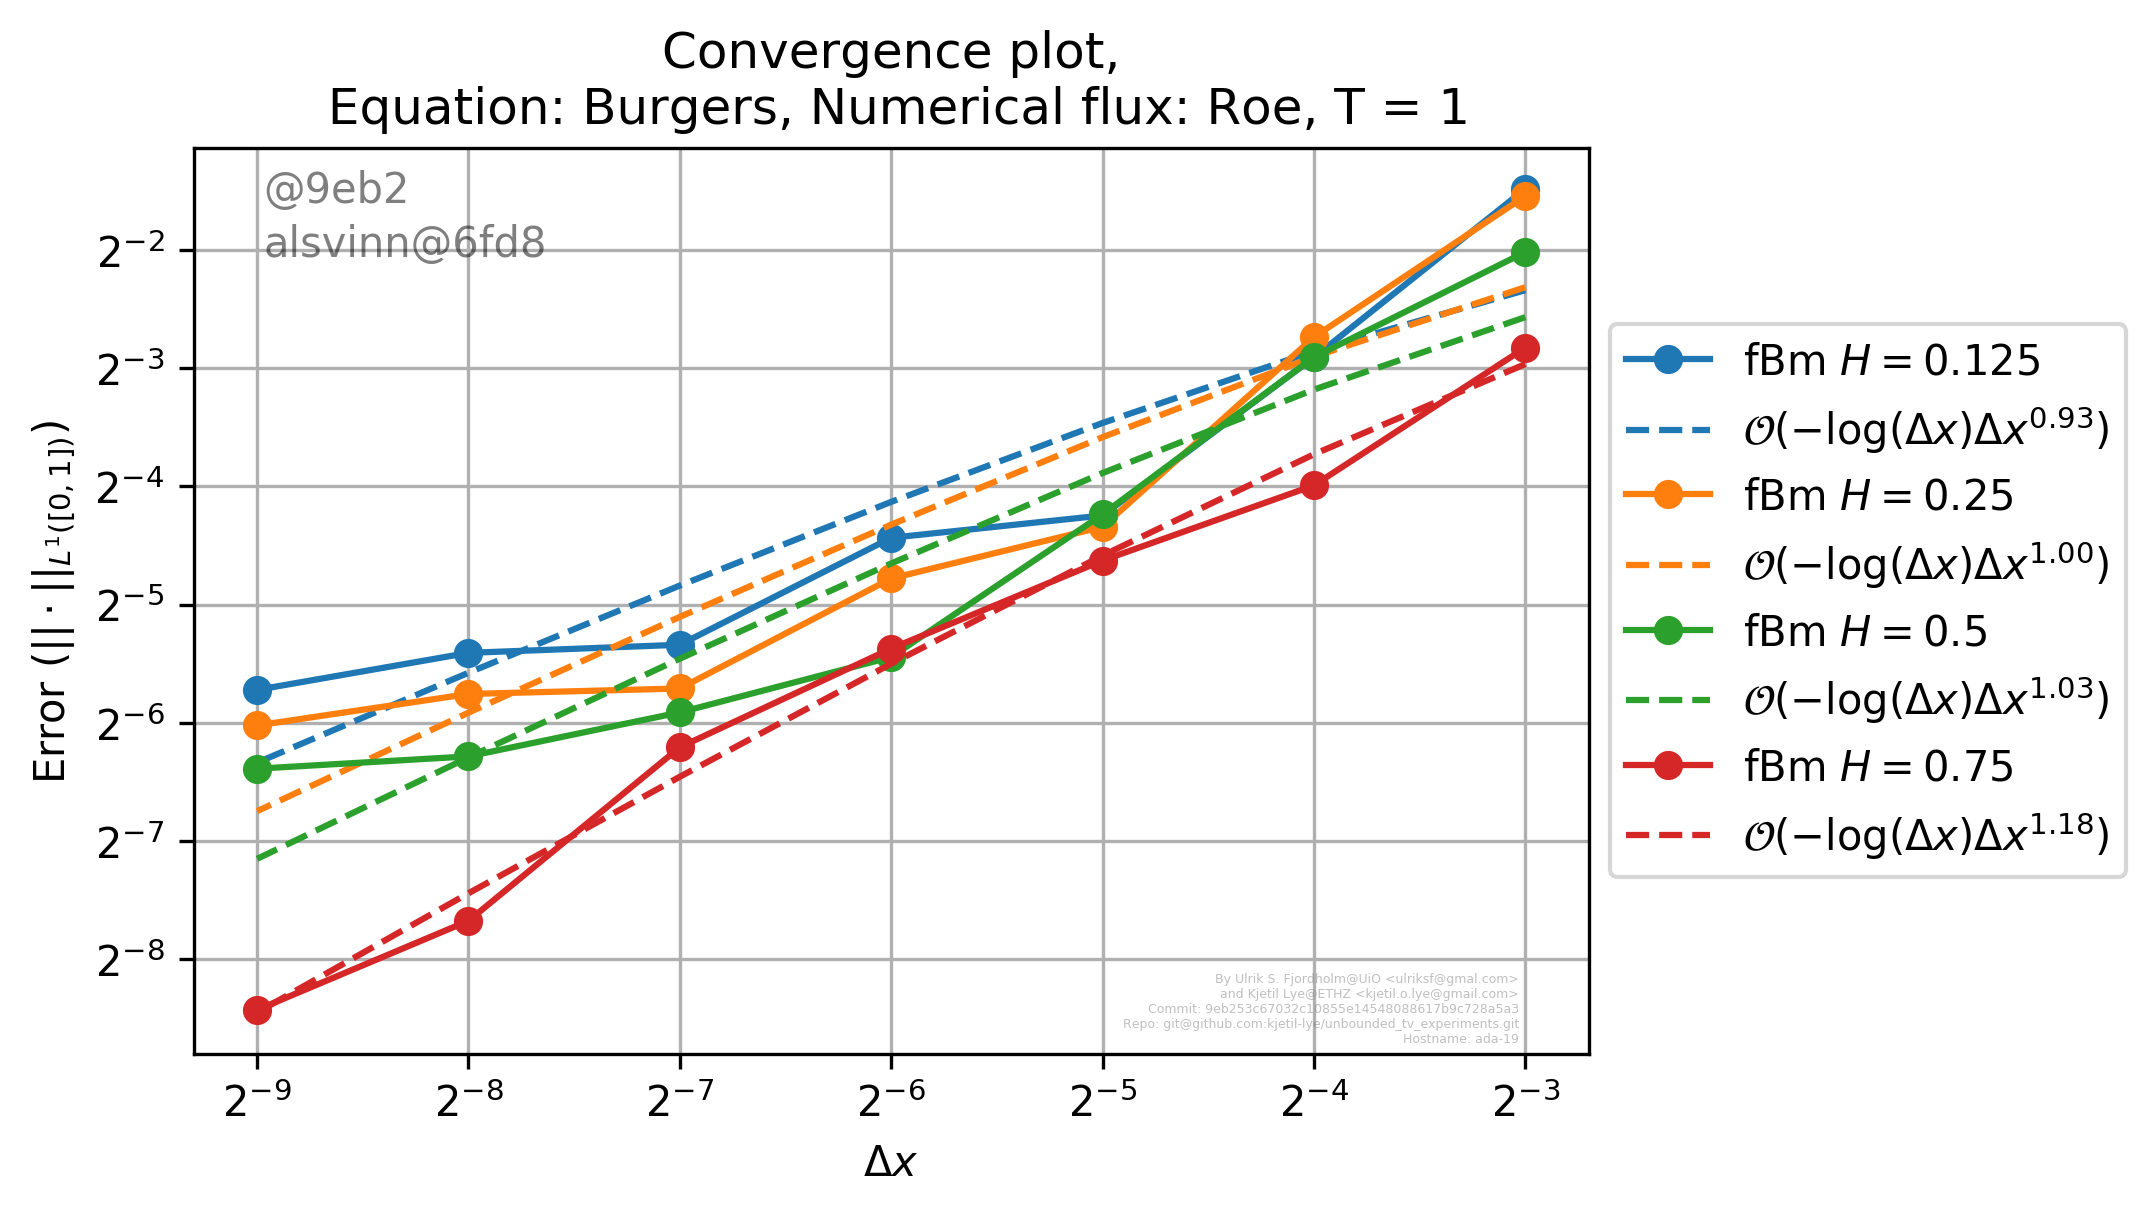 Convergence plot,
Equation: Burgers, Numerical flux: Roe, T = 1
@9eb2
alsvinn@6fd8
Error (|| · ||_{L^1([0, 1])})
2^{-2}
2^{-3}
2^{-4}
2^{-5}
2^{-6}
2^{-7}
2^{-8}
fBm H = 0.125
𝒪(−log(Δx)Δx^{0.93})
fBm H = 0.25
𝒪(−log(Δx)Δx^{1.00})
fBm H = 0.5
𝒪(−log(Δx)Δx^{1.03})
fBm H = 0.75
𝒪(−log(Δx)Δx^{1.18})
By Ulrik S. Fjordholm@UiO <ulriksf@gmal.com>
and Kjetil Lye@ETHZ <kjetil.o.lye@gmail.com>
Commit: 9eb253c67032c10855e14548088617b9c728a5a3
Repo: git@github.com:kjetil-lye/unbounded_tv_experiments.git
Hostname: ada-19
2^{-9} 2^{-8} 2^{-7} 2^{-6} 2^{-5} 2^{-4} 2^{-3}
Δx